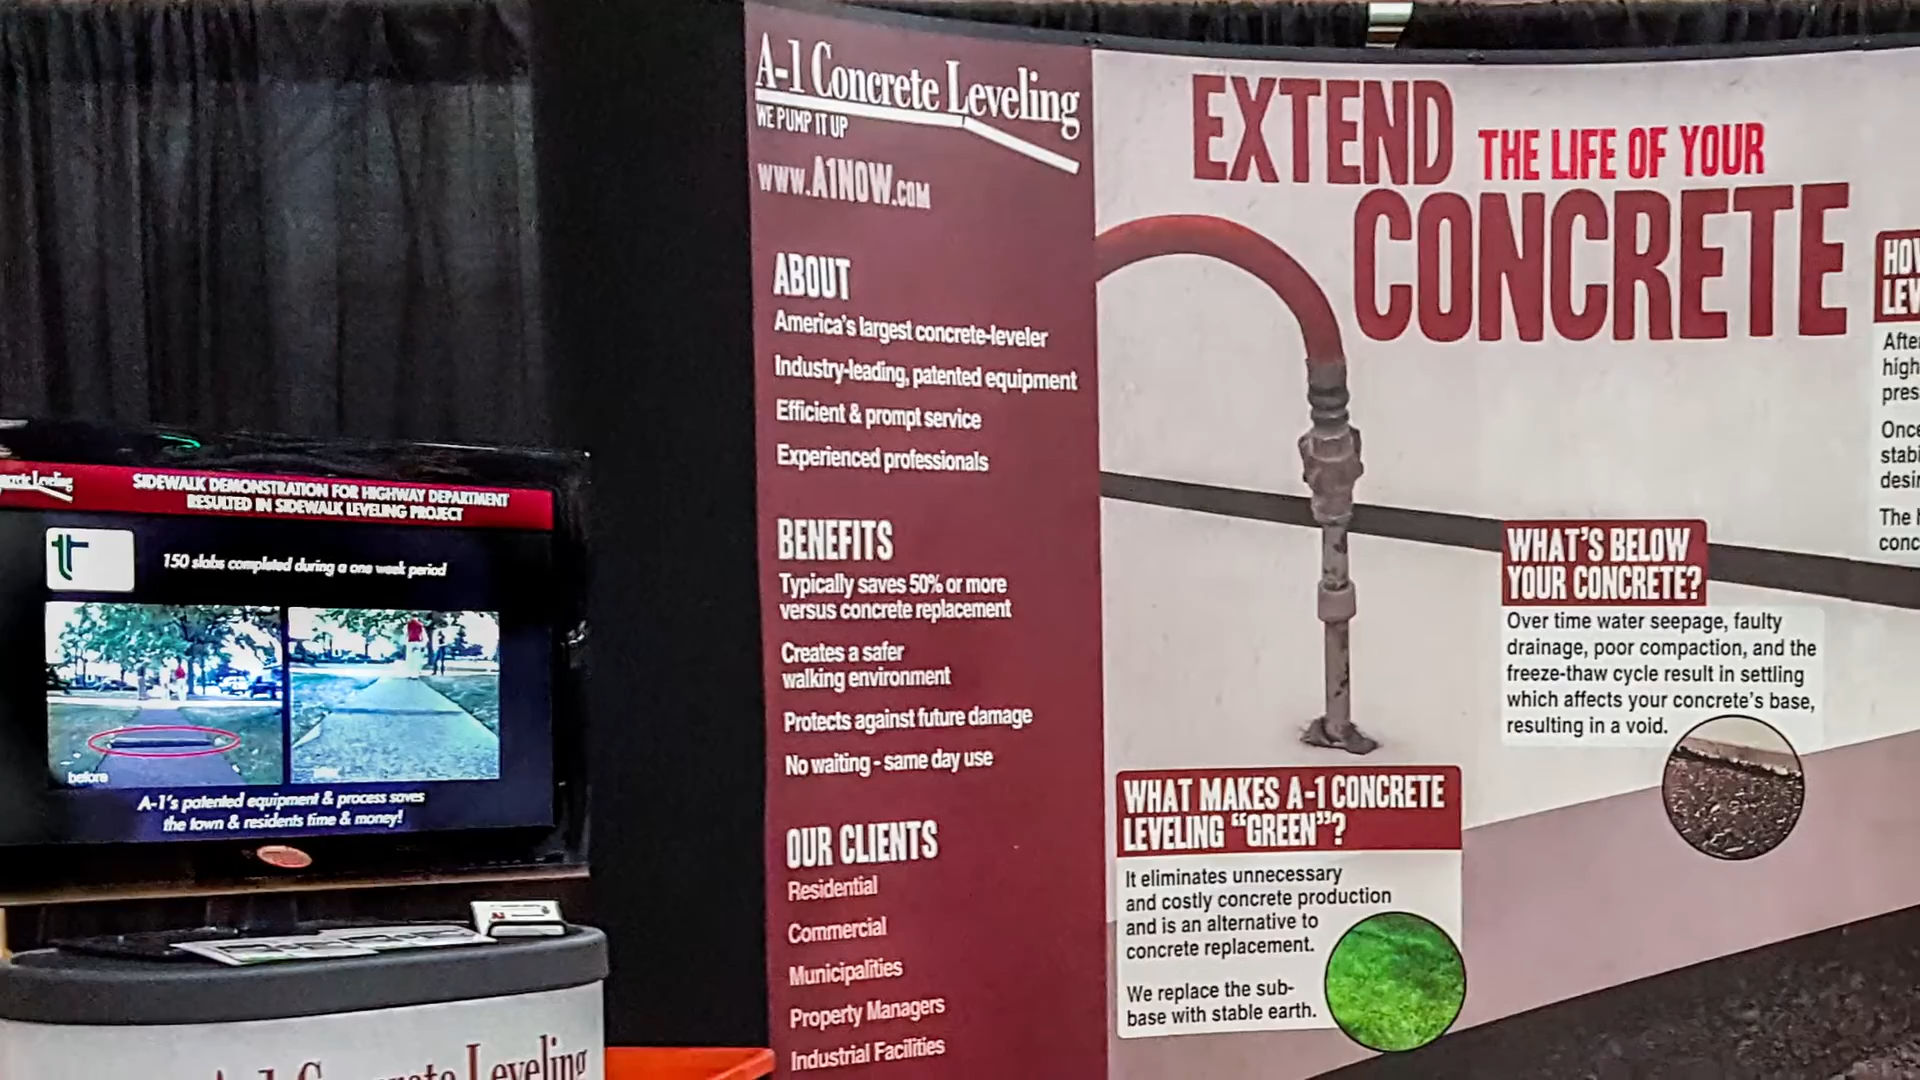 A-1 Concrete Leveling
WE PUMP IT UP
www.A1NOW.com
ABOUT
America's largest concrete-leveler
Industry-leading, patented equipment
Efficient & prompt service
Experienced professionals
BENEFITS
Typically saves 50% or more
versus concrete replacement
Creates a safer
walking environment
Protects against future damage
No waiting - same day use
OUR CLIENTS
Residential
Commercial
Municipalities
Property Managers
Industrial Facilities
EXTEND THE LIFE OF YOUR
CONCRETE
WHAT'S BELOW
YOUR CONCRETE?
Over time water seepage, faulty
drainage, poor compaction, and the
freeze-thaw cycle result in settling
which affects your concrete's base,
resulting in a void.
WHAT MAKES A-1 CONCRETE
LEVELING “GREEN”?
It eliminates unnecessary
and costly concrete production
and is an alternative to
concrete replacement.
We replace the sub-
base with stable earth.
Once
The
Leveling
SIDEWALK DEMONSTRATION FOR HIGHWAY DEPARTMENT
RESULTED IN SIDEWALK LEVELING PROJECT
t
150 slabs completed during a one week period
before
A-1's patented equipment & process saves
the town & residents time & money!
A-1 Concrete Leveling